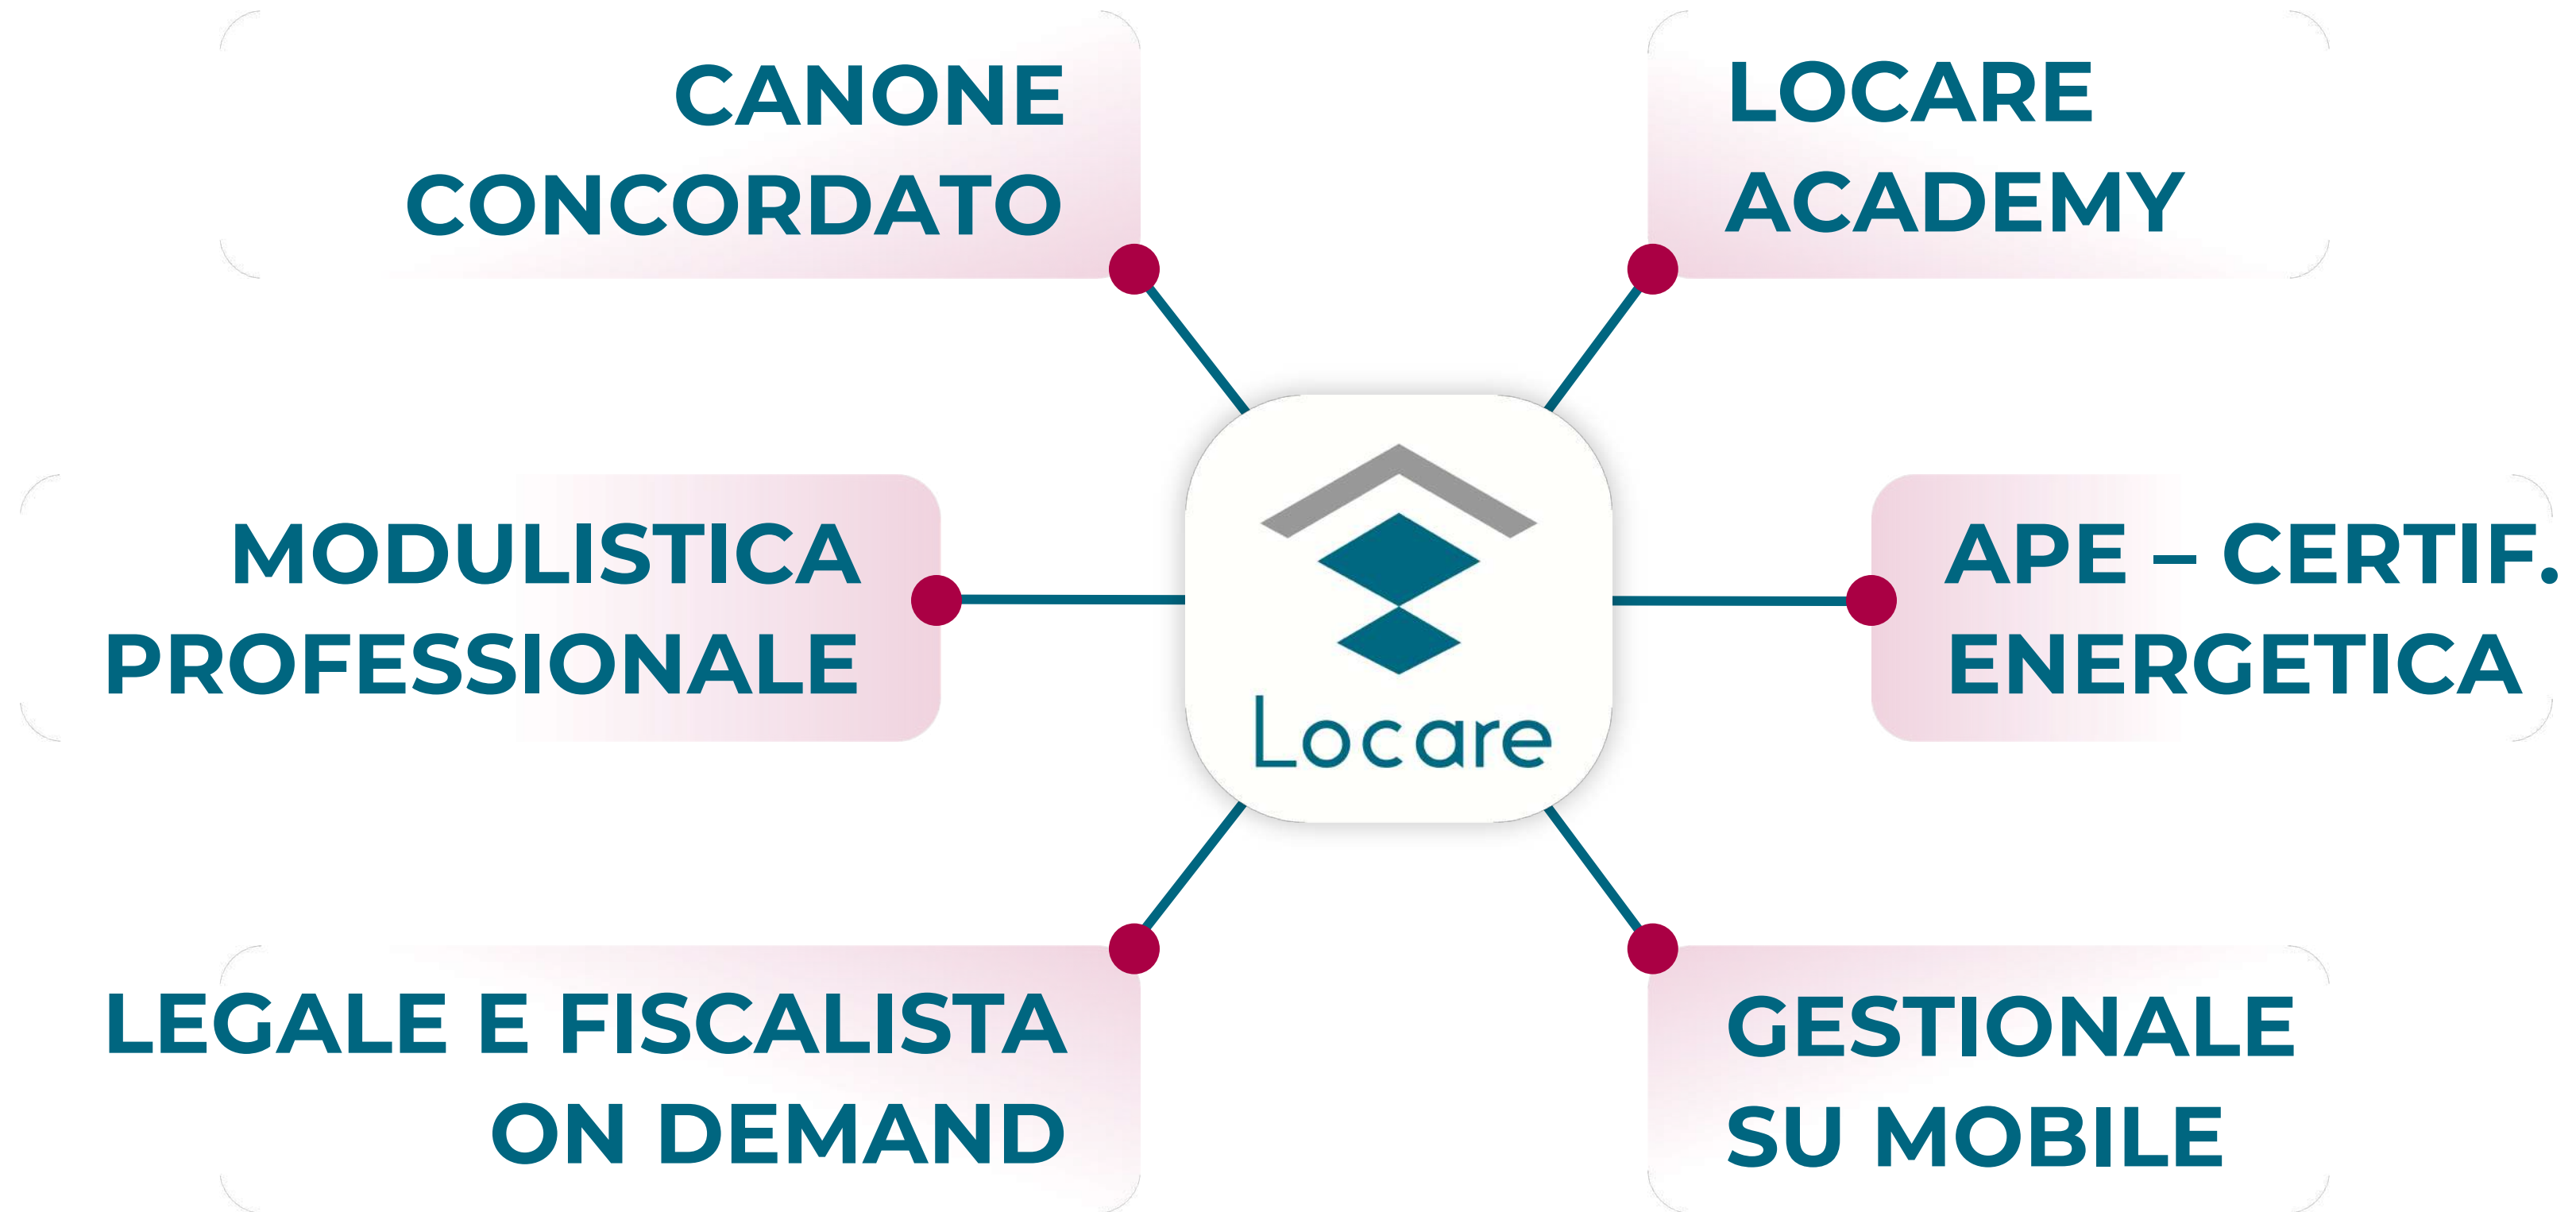 CANONE
CONCORDATO
LOCARE
ACADEMY
MODULISTICA
PROFESSIONALE
Locare
APE – CERTIF.
ENERGETICA
LEGALE E FISCALISTA
ON DEMAND
GESTIONALE
SU MOBILE